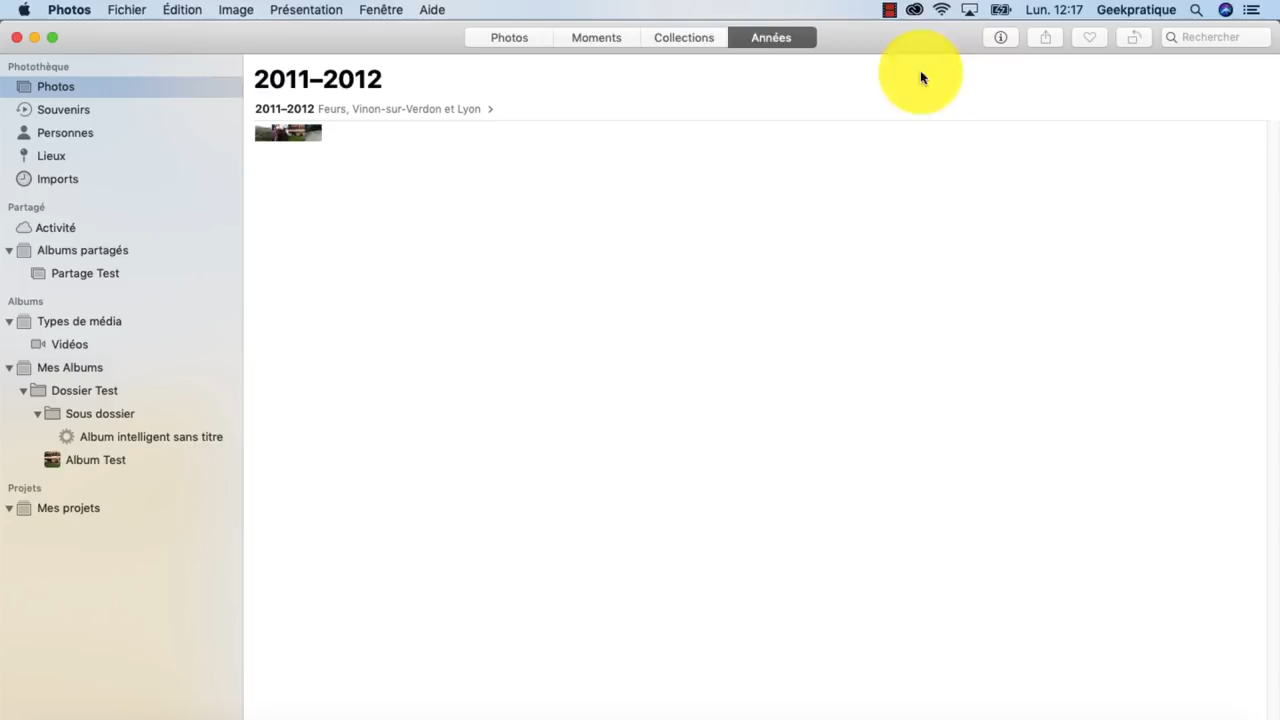 Photos Fichier Édition Image Présentation Fenêtre Aide Lun. 12:17 Geekpratique
Photos Moments Collections Années Rechercher
Photothèque
Photos
Souvenirs
Personnes
Lieux
Imports
Partagé
Activité
Albums partagés
Partage Test
Albums
Types de média
Vidéos
Mes Albums
Dossier Test
Sous dossier
Album intelligent sans titre
Album Test
Projets
Mes projets
2011–2012
2011–2012 Feurs, Vinon-sur-Verdon et Lyon >